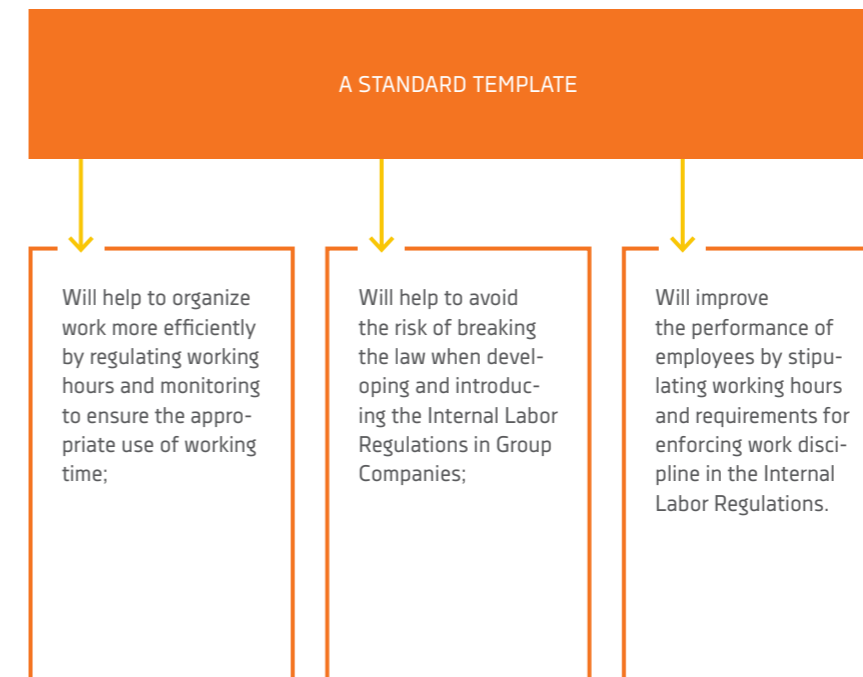 A STANDARD TEMPLATE
Will help to organize
work more efficiently
by regulating working
hours and monitoring
to ensure the appro-
priate use of working
time;
Will help to avoid
the risk of breaking
the law when devel-
oping and introduc-
ing the Internal Labor
Regulations in Group
Companies;
Will improve
the performance of
employees by stipu-
lating working hours
and requirements for
enforcing work disci-
pline in the Internal
Labor Regulations.